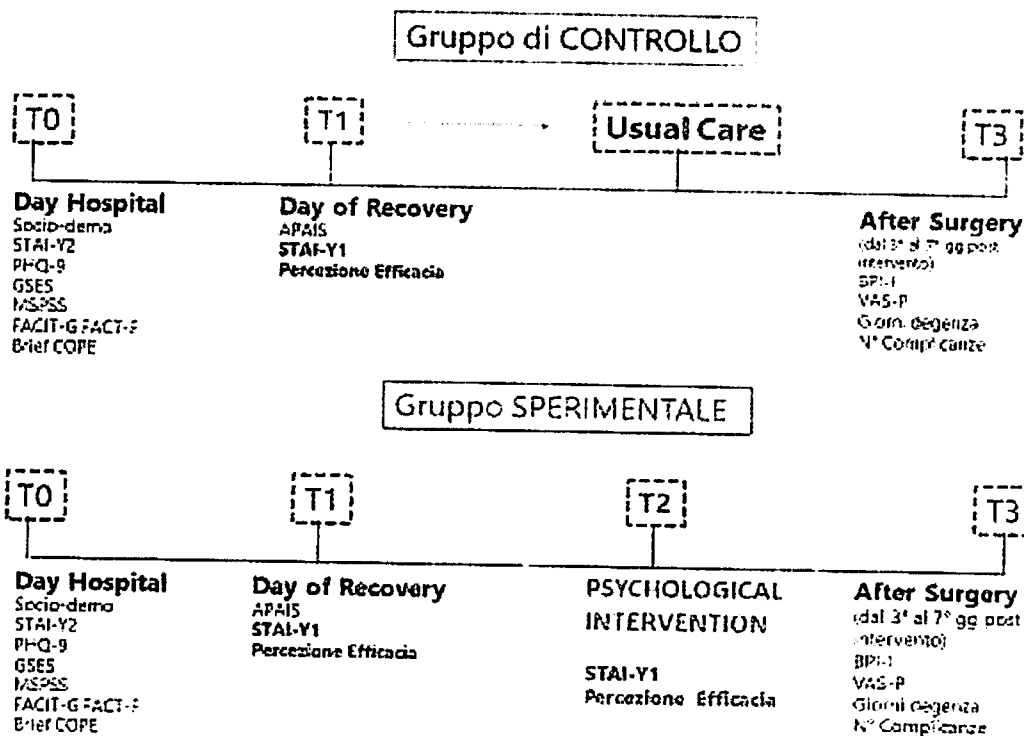 Gruppo di CONTROLLO
T0
T1
Usual Care
T3
Day Hospital
Socio-demo
STAI-Y2
PHQ-9
GSES
MSPSS
FACIT-G FACT-F
Brief COPE
Day of Recovery
APAIS
STAI-Y1
Percezione Efficacia
After Surgery
(dal 3° al 7° gg post
intervento)
BPI-I
VAS-P
Giorni degenza
N° Complicanze
Gruppo SPERIMENTALE
T0
T1
T2
T3
Day Hospital
Socio-demo
STAI-Y2
PHQ-9
GSES
MSPSS
FACIT-G FACT-F
Brief COPE
Day of Recovery
APAIS
STAI-Y1
Percezione Efficacia
PSYCHOLOGICAL
INTERVENTION
STAI-Y1
Percezione Efficacia
After Surgery
(dal 3° al 7° gg post
intervento)
BPI-I
VAS-P
Giorni degenza
N° Complicanze